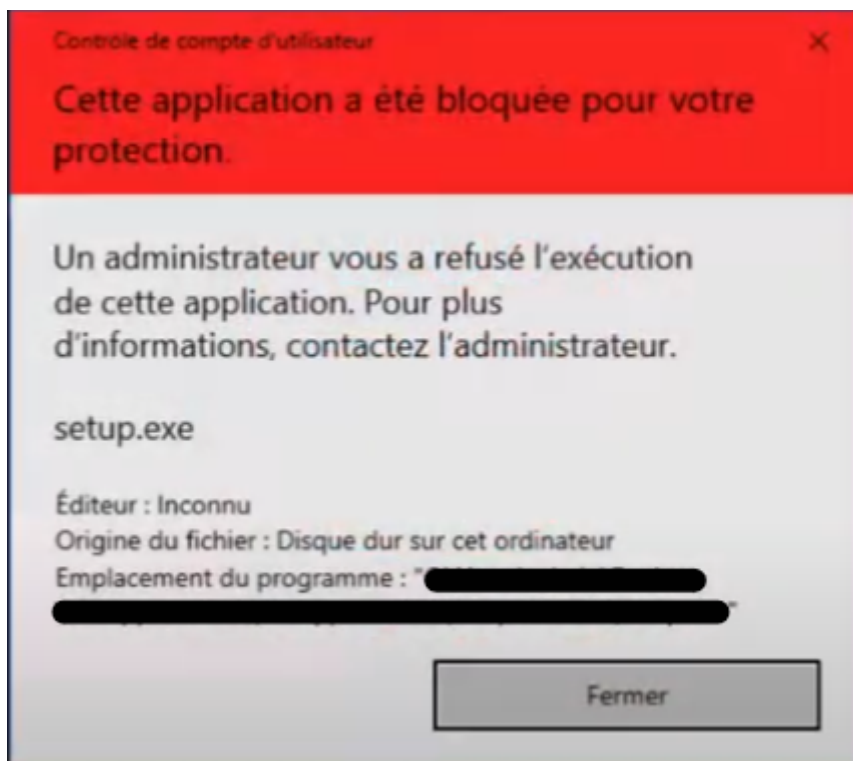 Contrôle de compte d'utilisateur
Cette application a été bloquée pour votre
protection.
Un administrateur vous a refusé l'exécution
de cette application. Pour plus
d'informations, contactez l'administrateur.
setup.exe
Éditeur : Inconnu
Origine du fichier : Disque dur sur cet ordinateur
Emplacement du programme : "
"
Fermer